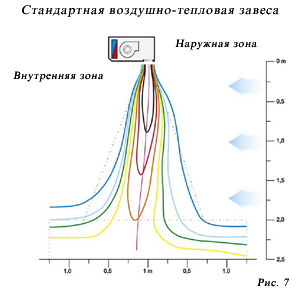 Стандартная воздушно-тепловая завеса
Наружная зона
Внутренняя зона
0 m
0,5
1,0
1,5
2,0
2,5
1,0 0,5 1 m 0,5 1,0
Рис. 7